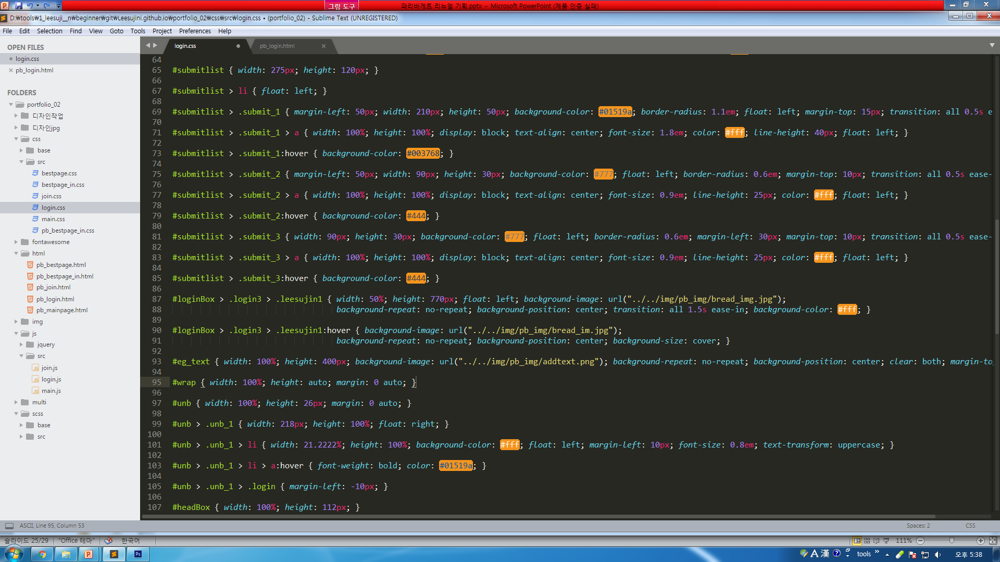 그림 도구
파리바게트 리뉴얼 기획.pptx - Microsoft PowerPoint (제품 인증 실패)
D:₩tools₩1_leesuji__n₩beginner₩git₩Leesujini.github.io₩portfolio_02₩css₩src₩login.css • (portfolio_02) - Sublime Text (UNREGISTERED)
File Edit Selection Find View Goto Tools Project Preferences Help
OPEN FILES
login.css
pb_login.html
FOLDERS
portfolio_02
디자인작업
디자인jpg
css
base
src
bestpage.css
bestpage_in.css
join.css
login.css
main.css
pb_bestpage_in.css
fontawesome
html
pb_bestpage.html
pb_bestpage_in.html
pb_join.html
pb_login.html
pb_mainpage.html
img
js
jquery
src
join.js
login.js
main.js
multi
scss
base
src
login.css
pb_login.html
64
65 #submitlist { width: 275px; height: 120px; }
66
67 #submitlist > li { float: left; }
68
69 #submitlist > .submit_1 { margin-left: 50px; width: 210px; height: 50px; background-color: #01519a; border-radius: 1.1em; float: left; margin-top: 15px; transition: all 0.5s e
70
71 #submitlist > .submit_1 > a { width: 100%; height: 100%; display: block; text-align: center; font-size: 1.8em; color: #fff; line-height: 40px; float: left; }
72
73 #submitlist > .submit_1:hover { background-color: #003768; }
74
75 #submitlist > .submit_2 { margin-left: 50px; width: 90px; height: 30px; background-color: #777; float: left; border-radius: 0.6em; margin-top: 10px; transition: all 0.5s ease-
76
77 #submitlist > .submit_2 > a { width: 100%; height: 100%; display: block; text-align: center; font-size: 0.9em; line-height: 25px; color: #fff; float: left; }
78
79 #submitlist > .submit_2:hover { background-color: #444; }
80
81 #submitlist > .submit_3 { width: 90px; height: 30px; background-color: #777; float: left; border-radius: 0.6em; margin-left: 30px; margin-top: 10px; transition: all 0.5s ease-
82
83 #submitlist > .submit_3 > a { width: 100%; height: 100%; display: block; text-align: center; font-size: 0.9em; line-height: 25px; color: #fff; float: left; }
84
85 #submitlist > .submit_3:hover { background-color: #444; }
86
87 #loginBox > .login3 > .leesujin1 { width: 50%; height: 770px; float: left; background-image: url("../../img/pb_img/bread_img.jpg");
88 background-repeat: no-repeat; background-position: center; transition: all 1.5s ease-in; background-color: #fff; }
89
90 #loginBox > .login3 > .leesujin1:hover { background-image: url("../../img/pb_img/bread_im.jpg");
91 background-repeat: no-repeat; background-position: center; background-size: cover; }
92
93 #eg_text { width: 100%; height: 400px; background-image: url("../../img/pb_img/addtext.png"); background-repeat: no-repeat; background-position: center; clear: both; margin-to
94
95 #wrap { width: 100%; height: auto; margin: 0 auto; }
96
97 #unb { width: 100%; height: 26px; margin: 0 auto; }
98
99 #unb > .unb_1 { width: 218px; height: 100%; float: right; }
100
101 #unb > .unb_1 > li { width: 21.2222%; height: 100%; background-color: #fff; float: left; margin-left: 10px; font-size: 0.8em; text-transform: uppercase; }
102
103 #unb > .unb_1 > li > a:hover { font-weight: bold; color: #01519a; }
104
105 #unb > .unb_1 > .login { margin-left: -10px; }
106
107 #headBox { width: 100%; height: 112px; }
ASCII, Line 95, Column 53 Spaces: 2 CSS
슬라이드 25/29 "Office 테마" 한국어 111%
A 漢 tools 오후 5:38